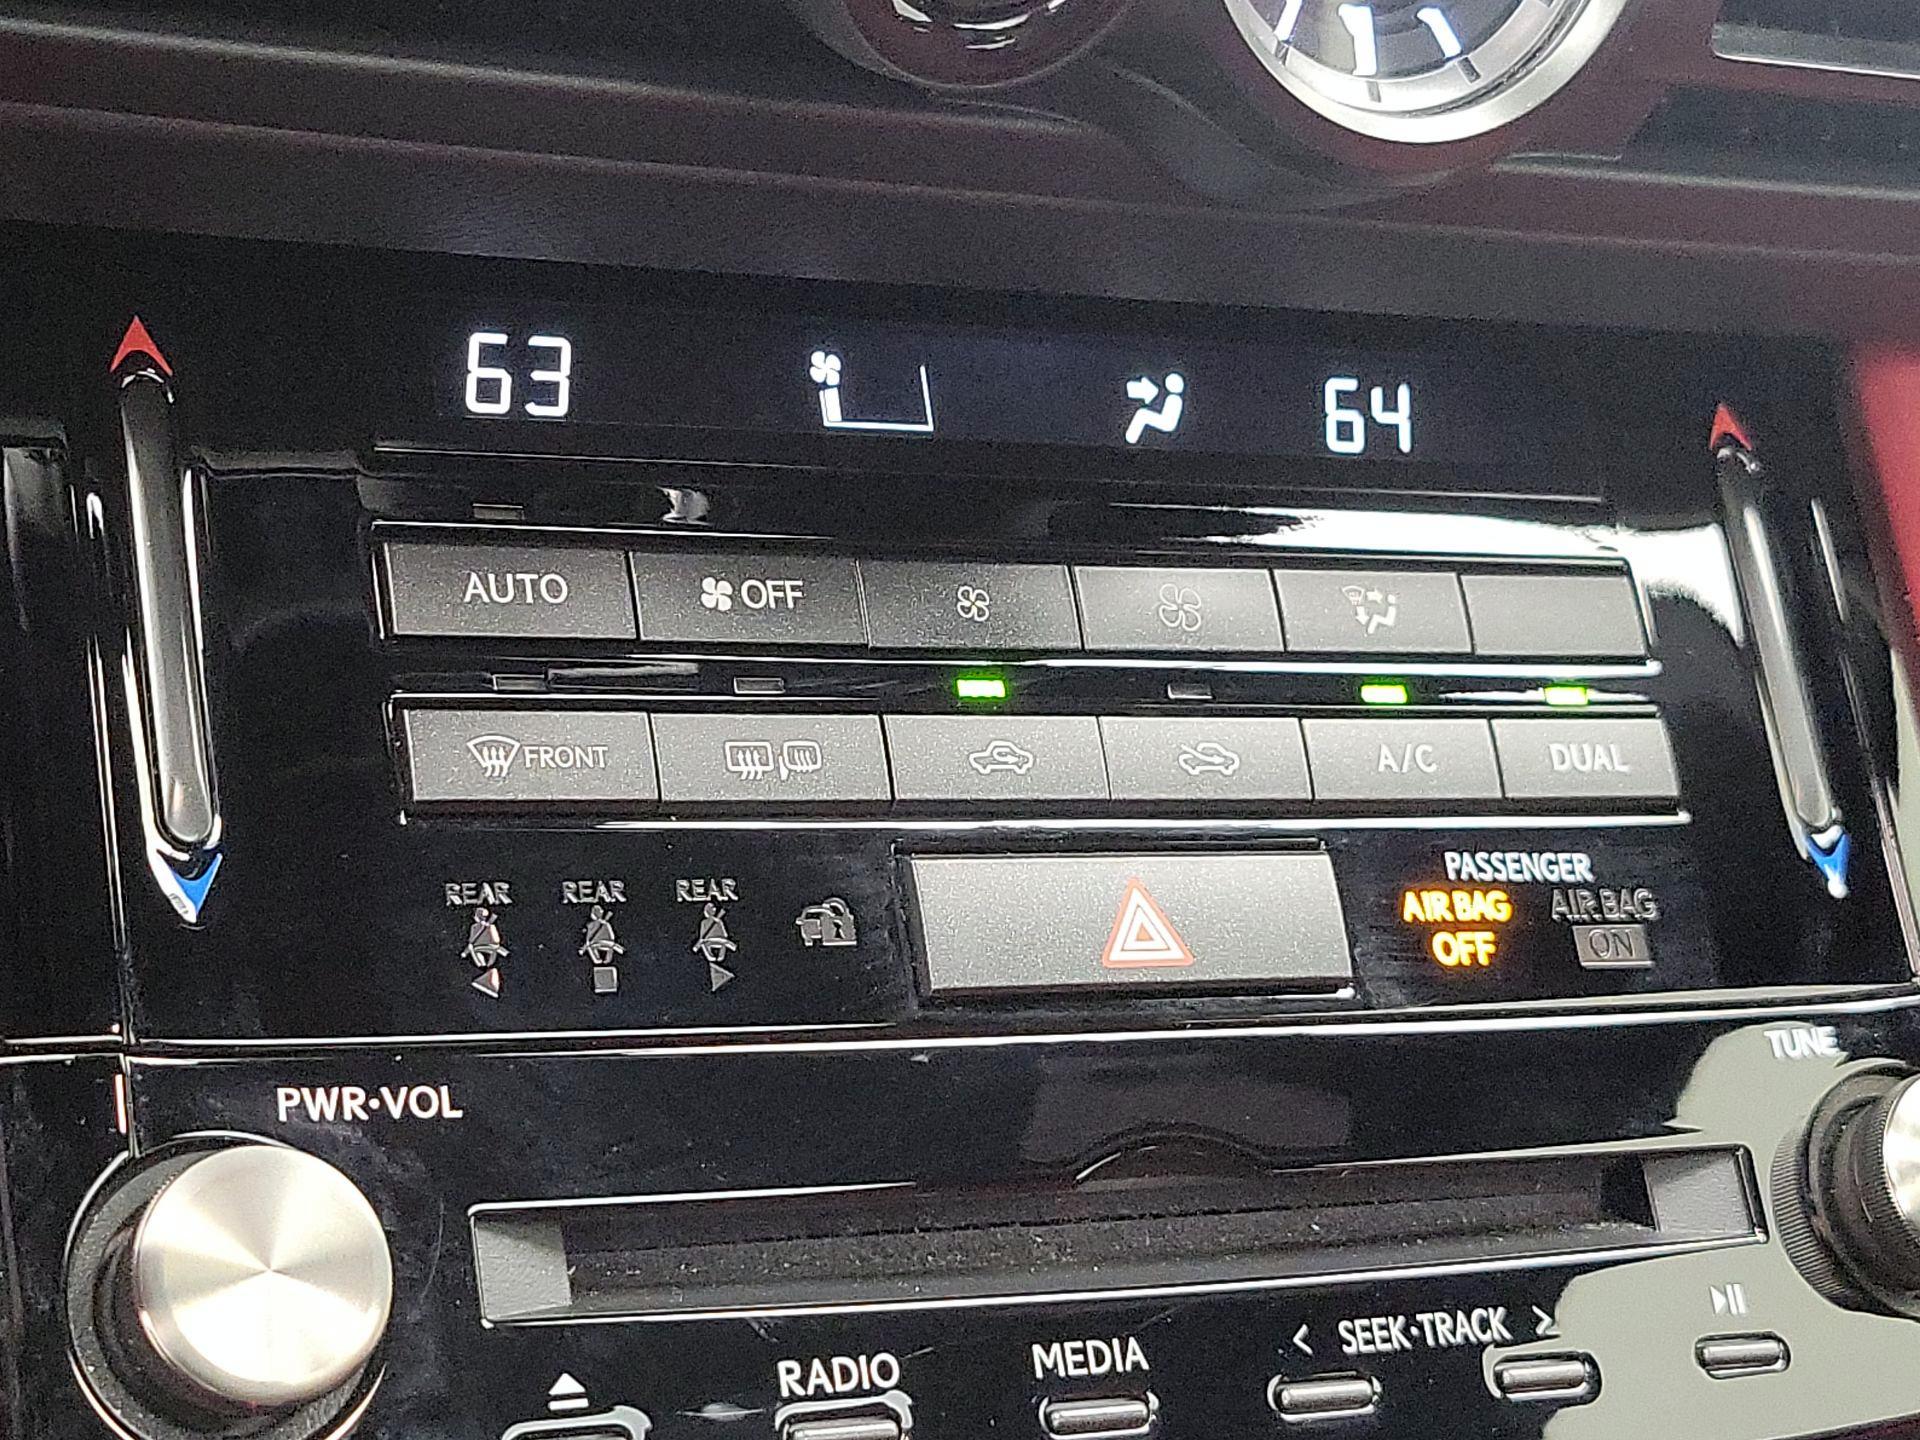 63 64
AUTO OFF
FRONT A/C DUAL
REAR REAR REAR
PASSENGER
AIR BAG OFF
AIR BAG ON
TUNE
PWR•VOL
RADIO MEDIA < SEEK•TRACK >